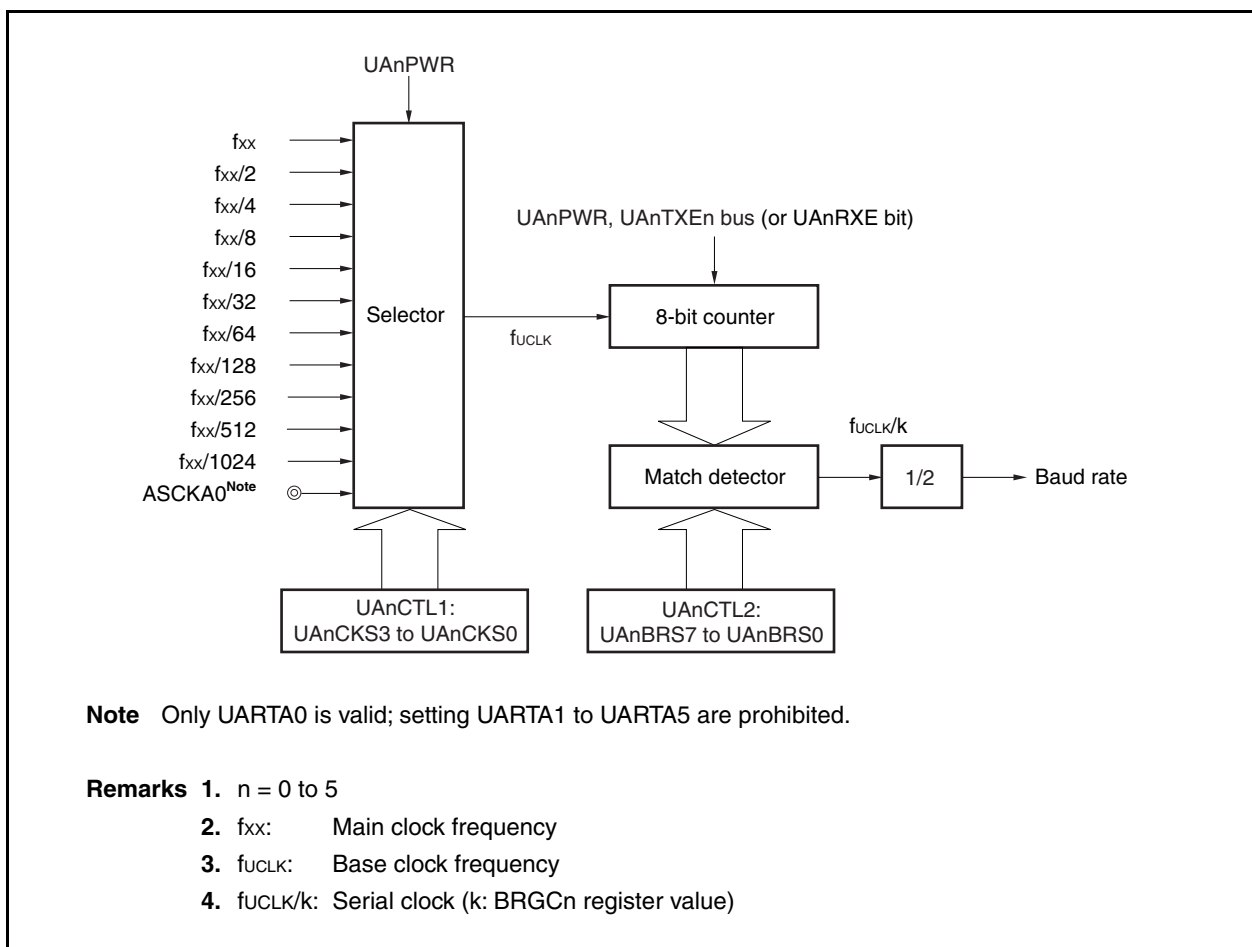 UAnPWR
fxx
fxx/2
fxx/4
fxx/8
fxx/16
fxx/32
fxx/64
fxx/128
fxx/256
fxx/512
fxx/1024
ASCKA0Note
Selector
fUCLK
UAnPWR, UAnTXEn bus (or UAnRXE bit)
8-bit counter
Match detector
fUCLK/k
1/2
Baud rate
UAnCTL1:
UAnCKS3 to UAnCKS0
UAnCTL2:
UAnBRS7 to UAnBRS0
Note Only UARTA0 is valid; setting UARTA1 to UARTA5 are prohibited.
Remarks 1. n = 0 to 5
2. fxx: Main clock frequency
3. fUCLK: Base clock frequency
4. fUCLK/k: Serial clock (k: BRGCn register value)